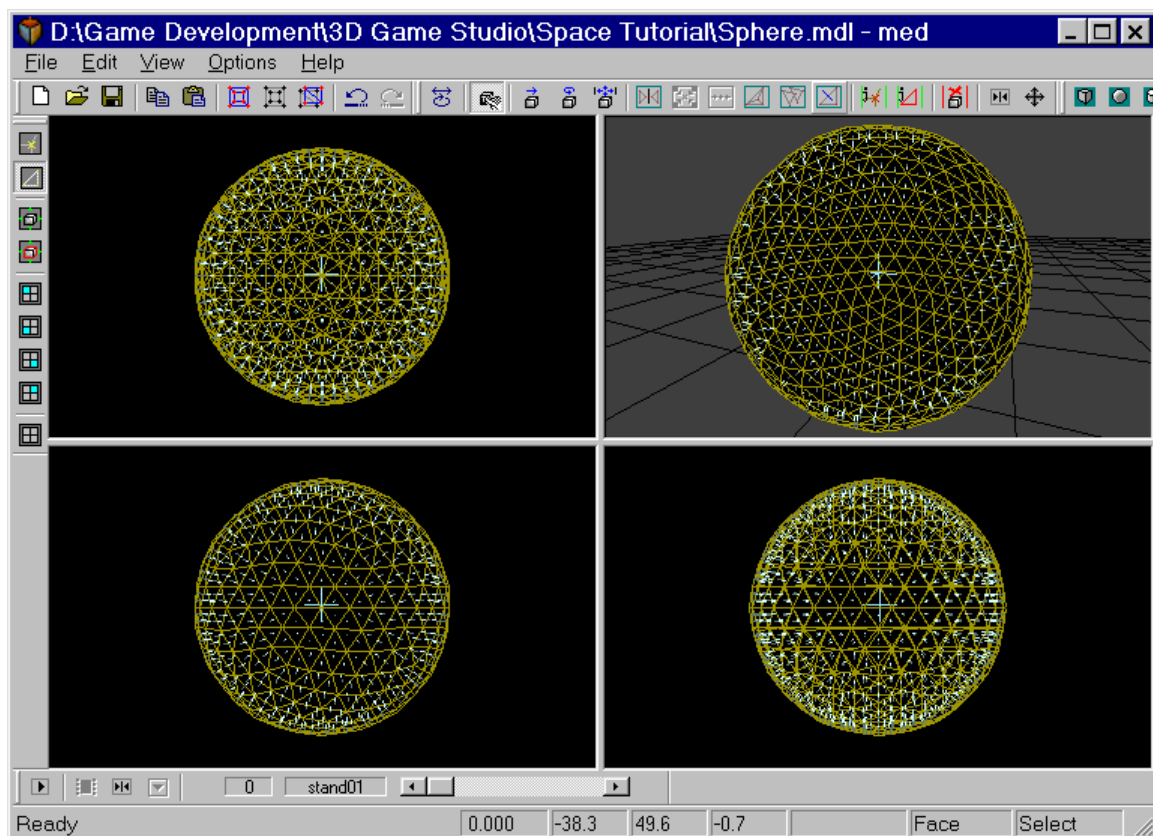 D:\Game Development\3D Game Studio\Space Tutorial\Sphere.mdl - med
File Edit View Options Help
0 stand01
Ready 0.000 -38.3 49.6 -0.7 Face Select